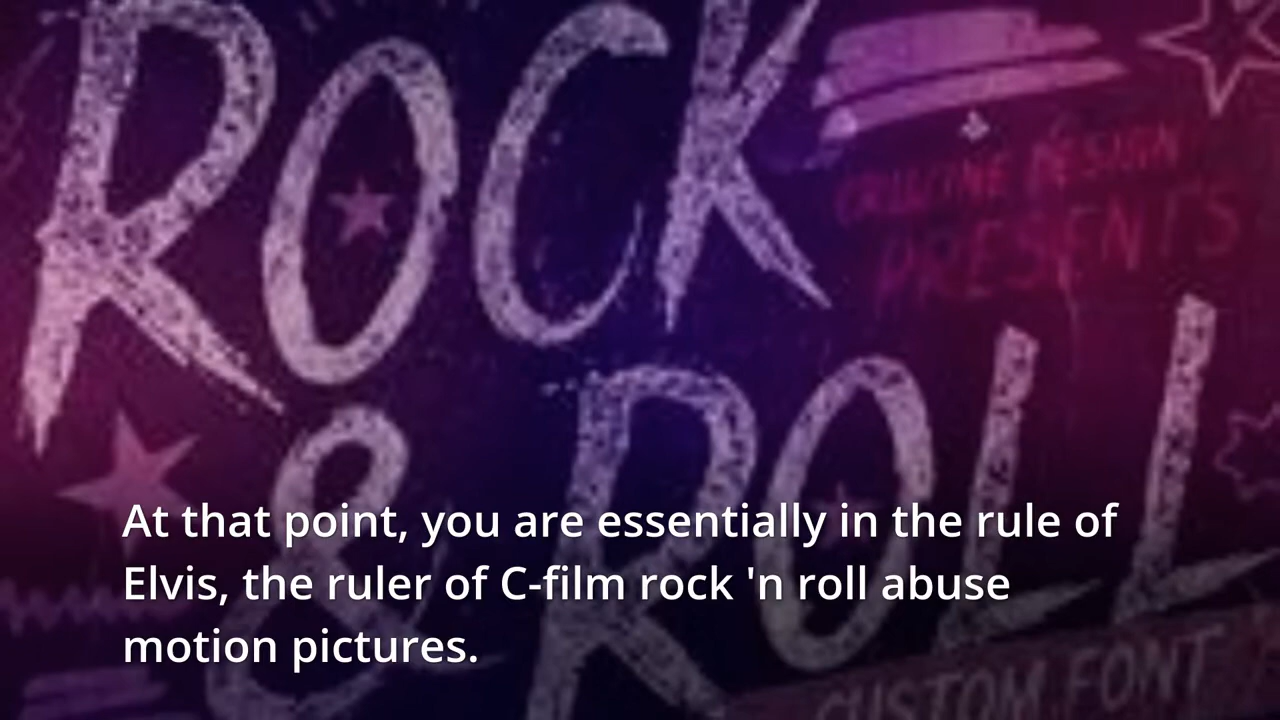 ROCK
PRESENTS
& ROLL
CUSTOM FONT
At that point, you are essentially in the rule of
Elvis, the ruler of C-film rock 'n roll abuse
motion pictures.